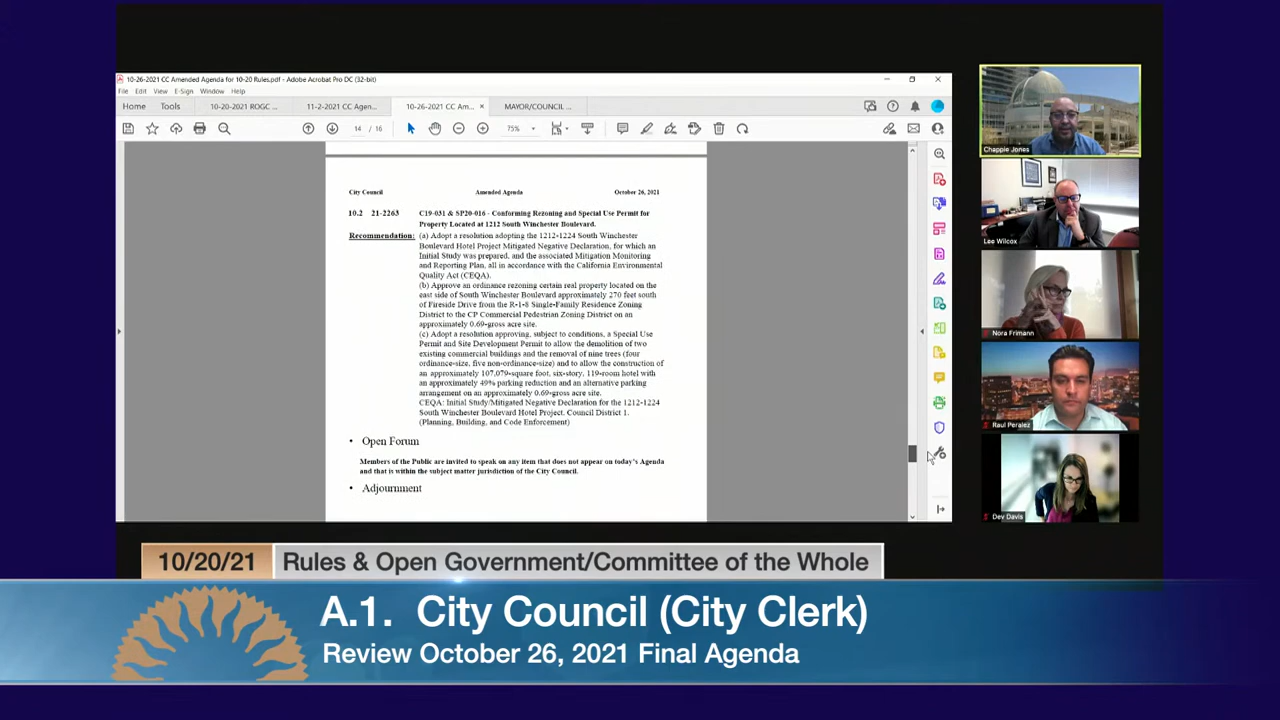 10-26-2021 CC Amended Agenda for 10-20 Rules.pdf - Adobe Acrobat Pro DC (32-bit)
File Edit View E-Sign Window Help
Home Tools 10-20-2021 ROGC ... 11-2-2021 CC Agen... 10-26-2021 CC Am... × MAYOR/COUNCIL ...
14 / 16 75%
City Council Amended Agenda October 26, 2021
10.2 21-2263 C19-031 & SP20-016 - Conforming Rezoning and Special Use Permit for
Property Located at 1212 South Winchester Boulevard.
Recommendation: (a) Adopt a resolution adopting the 1212-1224 South Winchester
Boulevard Hotel Project Mitigated Negative Declaration, for which an
Initial Study was prepared, and the associated Mitigation Monitoring
and Reporting Plan, all in accordance with the California Environmental
Quality Act (CEQA).
(b) Approve an ordinance rezoning certain real property located on the
east side of South Winchester Boulevard approximately 270 feet south
of Fireside Drive from the R-1-8 Single-Family Residence Zoning
District to the CP Commercial Pedestrian Zoning District on an
approximately 0.69-gross acre site.
(c) Adopt a resolution approving, subject to conditions, a Special Use
Permit and Site Development Permit to allow the demolition of two
existing commercial buildings and the removal of nine trees (four
ordinance-size, five non-ordinance-size) and to allow the construction of
an approximately 107,079-square foot, six-story, 119-room hotel with
an approximately 49% parking reduction and an alternative parking
arrangement on an approximately 0.69-gross acre site.
CEQA: Initial Study/Mitigated Negative Declaration for the 1212-1224
South Winchester Boulevard Hotel Project. Council District 1.
(Planning, Building, and Code Enforcement)
• Open Forum
Members of the Public are invited to speak on any item that does not appear on today's Agenda
and that is within the subject matter jurisdiction of the City Council.
• Adjournment
Chappie Jones
Lee Wilcox
Nora Frimann
Raul Peralez
Dev Davis
10/20/21 Rules & Open Government/Committee of the Whole
A.1. City Council (City Clerk)
Review October 26, 2021 Final Agenda